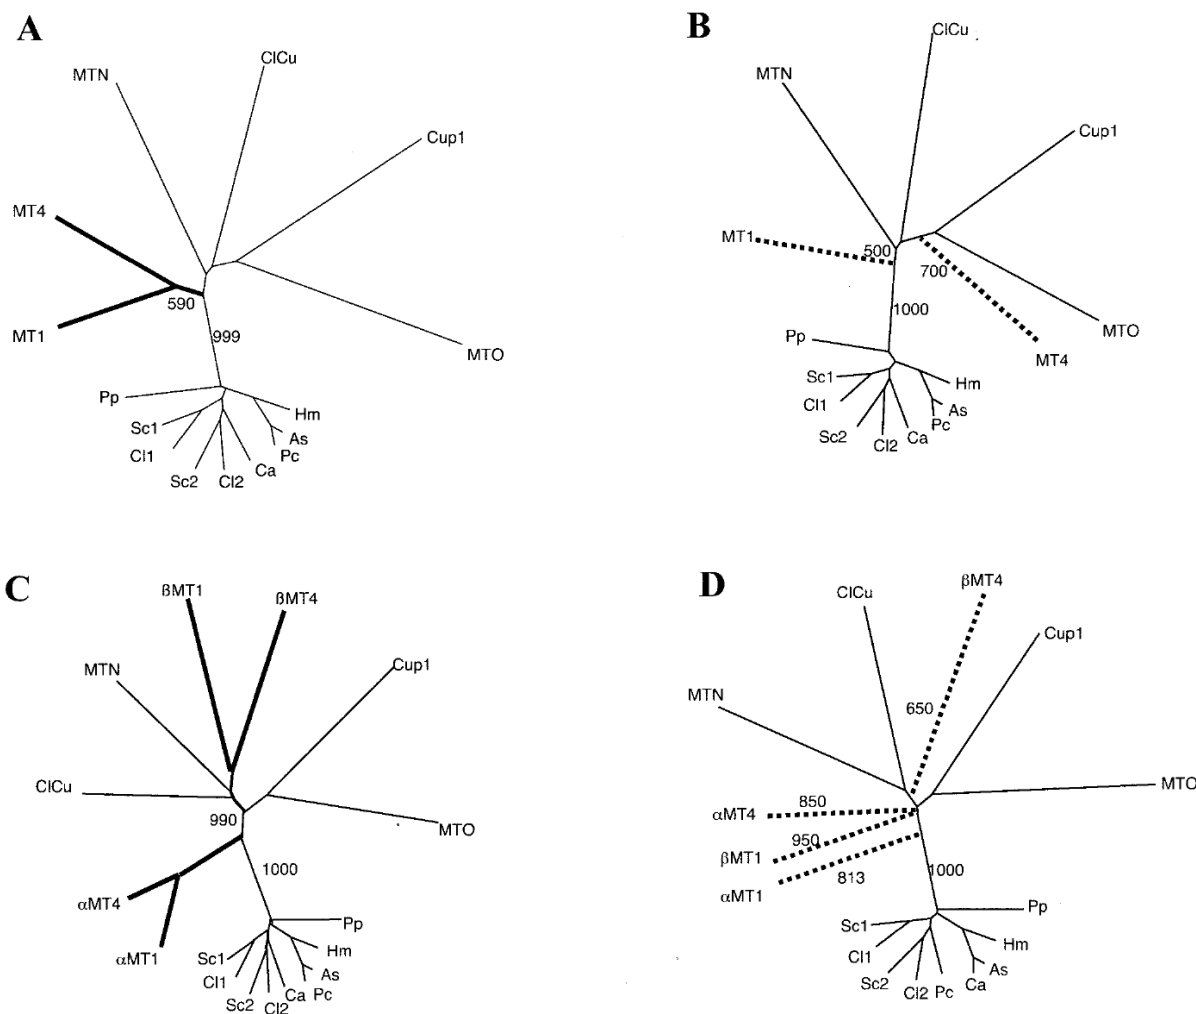 A
MTN
ClCu
Cup1
MT4
590
MT1
999
MTO
Pp
Sc1
Cl1
Sc2
Cl2
Ca
Pc
As
Hm
B
MTN
ClCu
Cup1
MT1
500
700
1000
MTO
MT4
Pp
Sc1
Cl1
Sc2
Cl2
Ca
Pc
As
Hm
C
ßMT1
ßMT4
MTN
Cup1
ClCu
990
MTO
1000
αMT4
αMT1
Pp
Sc1
Cl1
Sc2
Cl2
Ca
Pc
As
Hm
D
ClCu
βMT4
Cup1
MTN
650
MTO
αMT4
850
βMT1
950
αMT1
813
1000
Pp
Sc1
Cl1
Sc2
Cl2
Pc
Ca
As
Hm